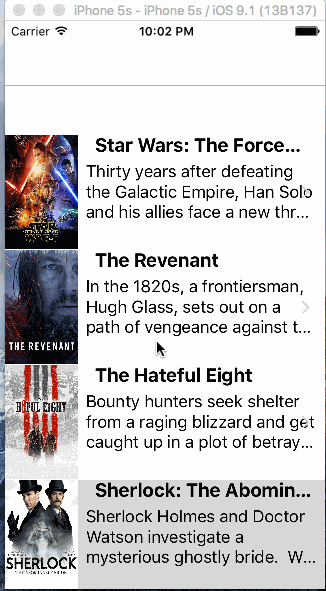 iPhone 5s - iPhone 5s / iOS 9.1 (13B137)
Carrier 10:02 PM
Star Wars: The Force...
Thirty years after defeating
the Galactic Empire, Han Solo
and his allies face a new thr...
The Revenant
In the 1820s, a frontiersman,
Hugh Glass, sets out on a
path of vengeance against t...
THE REVENANT
The Hateful Eight
Bounty hunters seek shelter
from a raging blizzard and get
caught up in a plot of betray...
Sherlock: The Abomin...
Sherlock Holmes and Doctor
Watson investigate a
mysterious ghostly bride. W...
SHERLOCK